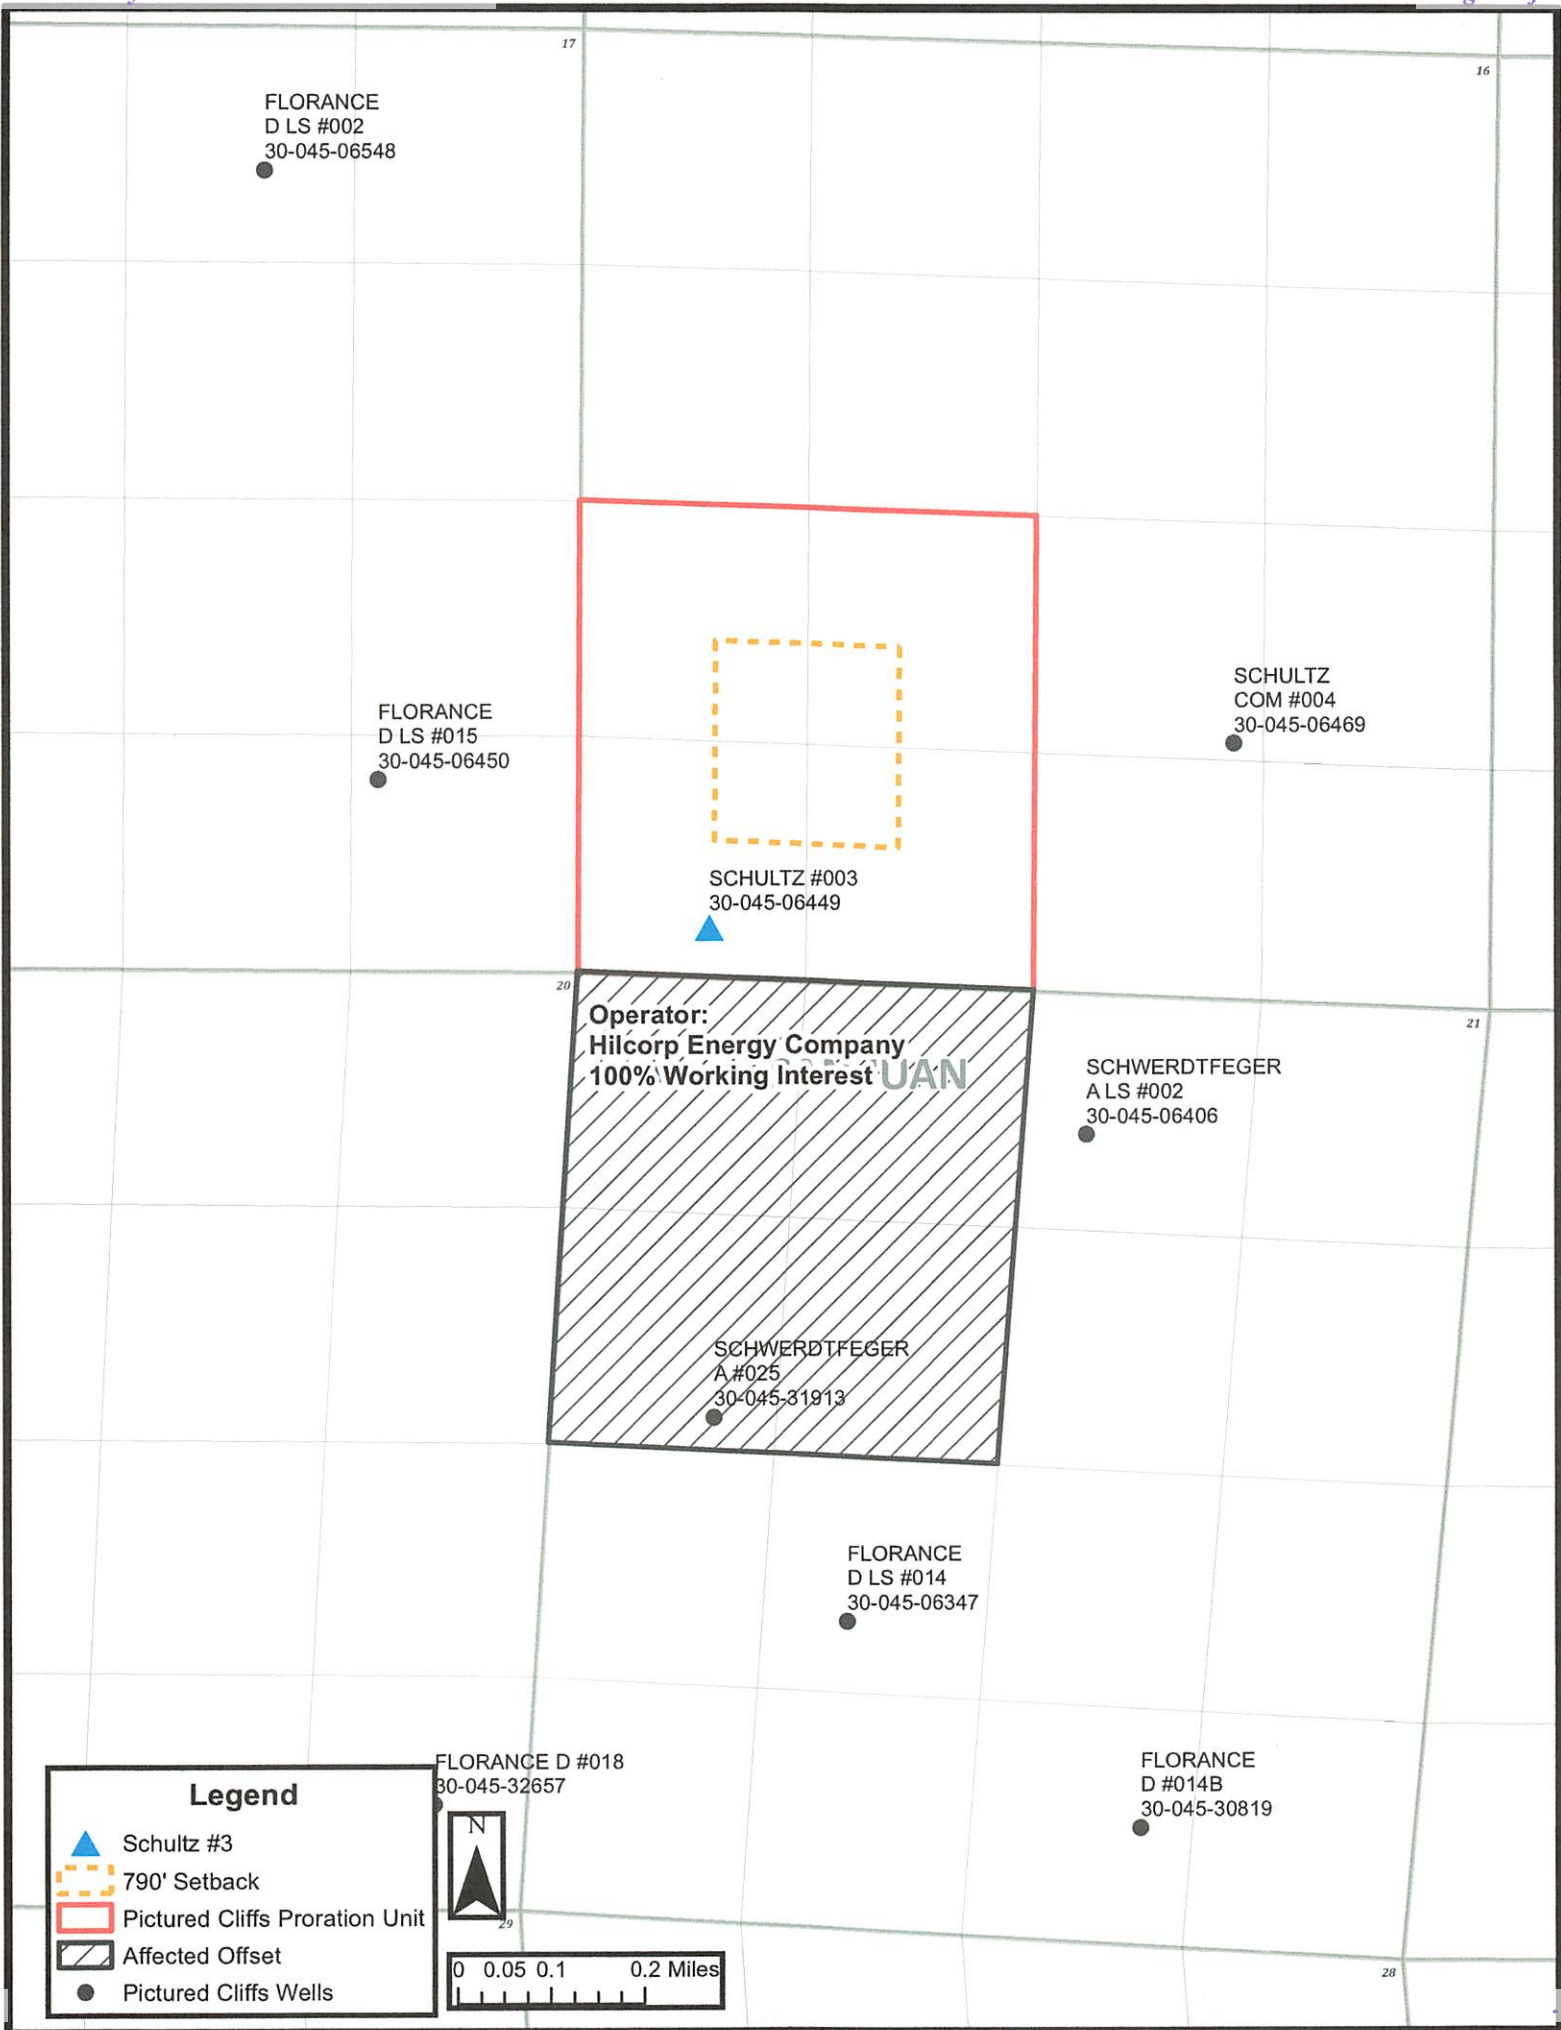 17
16
FLORANCE
D LS #002
30-045-06548
SCHULTZ
COM #004
30-045-06469
FLORANCE
D LS #015
30-045-06450
SCHULTZ #003
30-045-06449
20
21
Operator:
Hilcorp Energy Company
100% Working Interest
UAN
SCHWERDTFEGER
A LS #002
30-045-06406
SCHWERDTFEGER
A #025
30-045-31913
FLORANCE
D LS #014
30-045-06347
FLORANCE D #018
30-045-32657
FLORANCE
D #014B
30-045-30819
Legend
Schultz #3
790' Setback
Pictured Cliffs Proration Unit
Affected Offset
Pictured Cliffs Wells
N
29
28
0 0.05 0.1 0.2 Miles